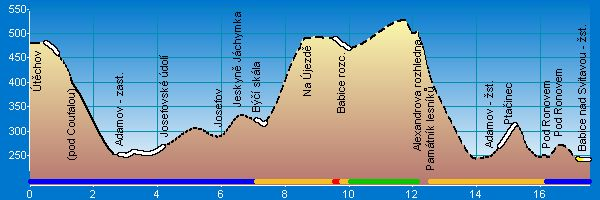 550
500
450
400
350
300
250
Útěchov
(pod Coufalou)
Adamov - zast.
Josefovské údolí
Josefov
Jeskyně Jáchymka
Býčí skála
Na Újezdě
Babice rozc.
Alexandrova rozhledna
Památník lesníků
Adamov - žst.
Ptačinec
Pod Ronovem
Pod Ronovem
Babice nad Svitavou - žst.
0 2 4 6 8 10 12 14 16